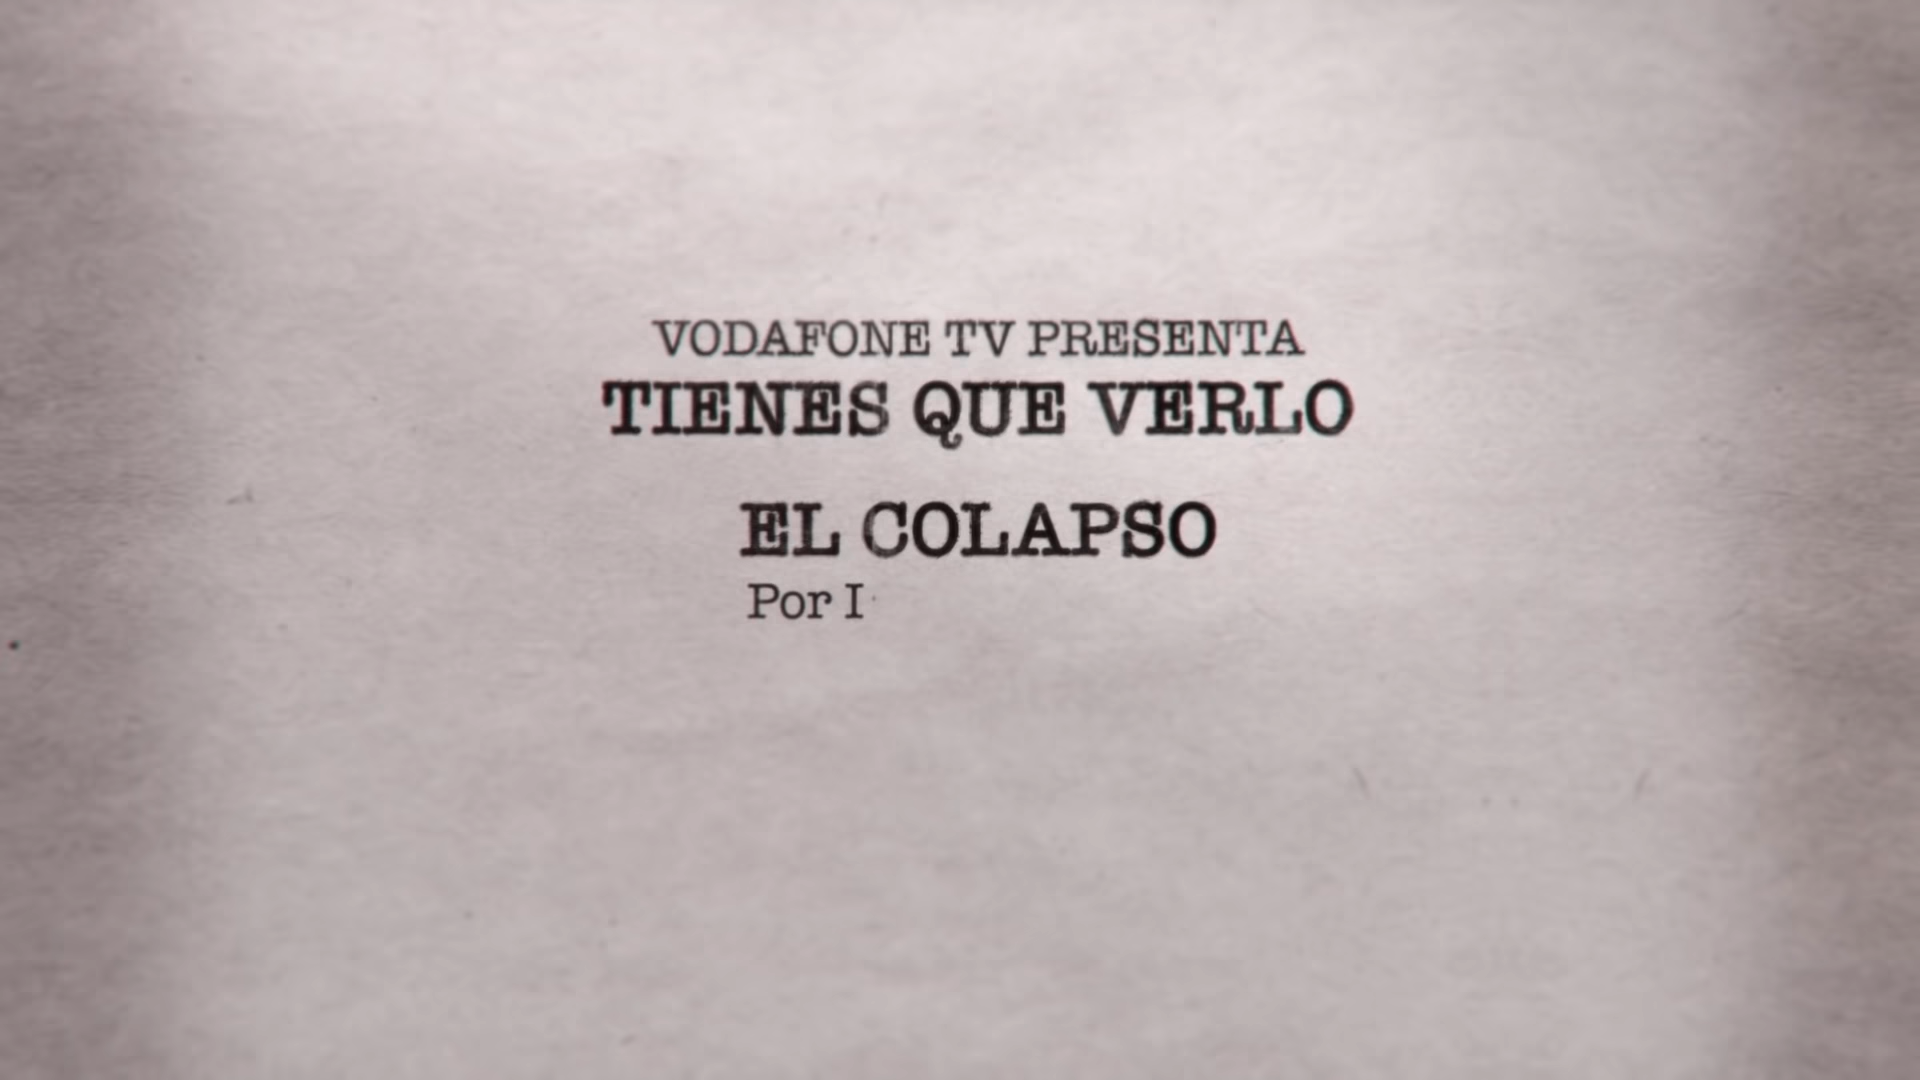 VODAFONE TV PRESENTA
TIENES QUE VERLO
EL COLAPSO
Por I